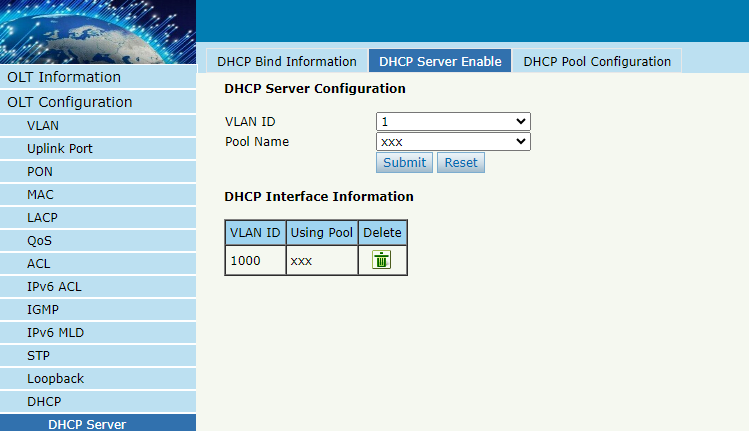 DHCP Bind Information DHCP Server Enable DHCP Pool Configuration
OLT Information
OLT Configuration
VLAN
Uplink Port
PON
MAC
LACP
QoS
ACL
IPv6 ACL
IGMP
IPv6 MLD
STP
Loopback
DHCP
DHCP Server
DHCP Server Configuration
VLAN ID 1
Pool Name xxx
Submit Reset
DHCP Interface Information
VLAN ID Using Pool Delete
1000 xxx